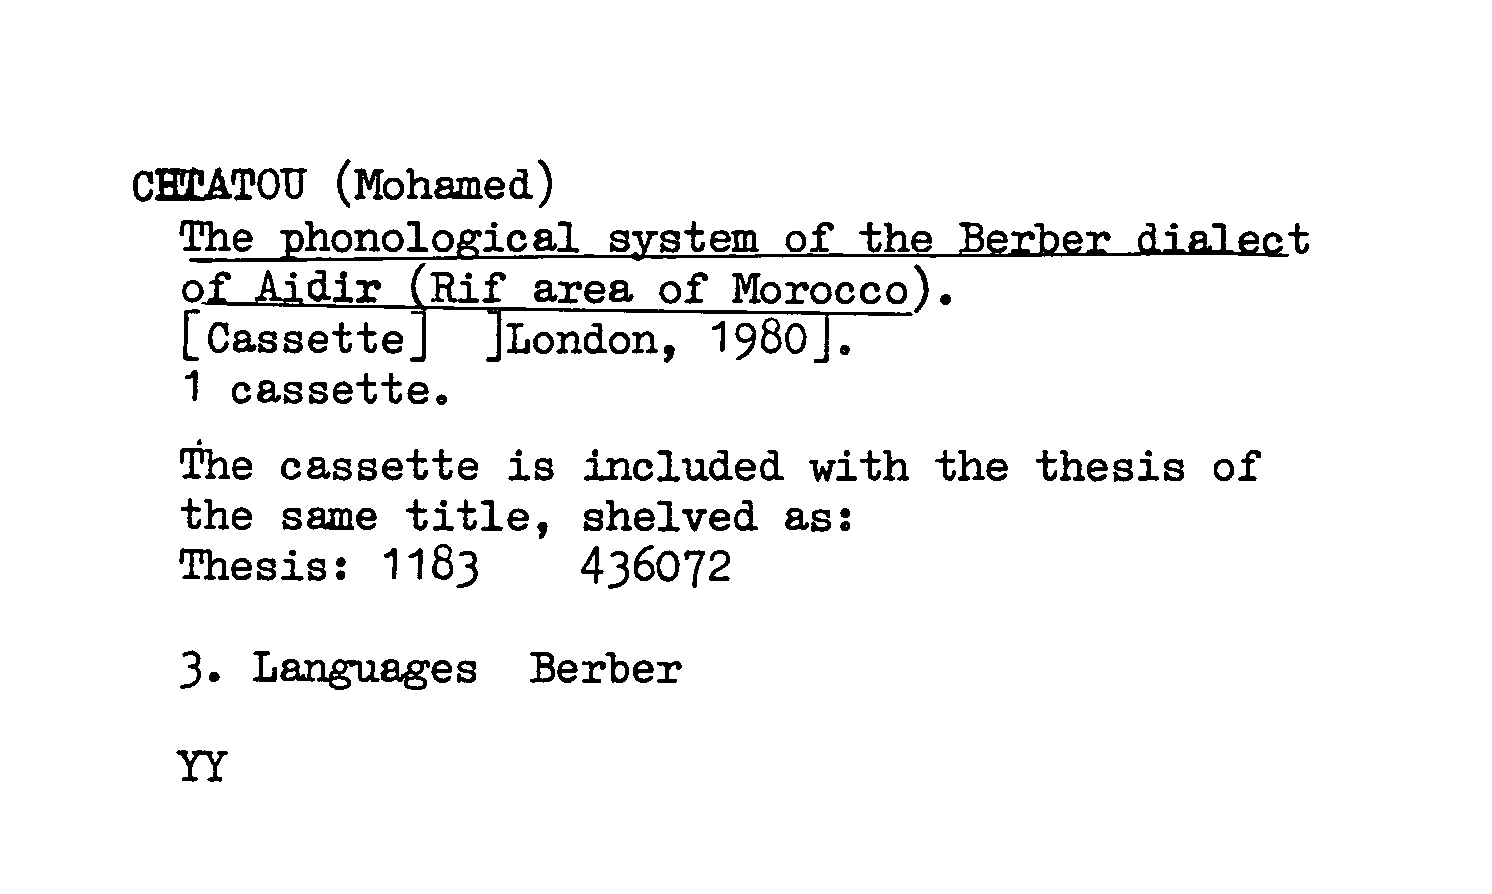 CHTATOU (Mohamed)
The phonological system of the Berber dialect
of Aidir (Rif area of Morocco).
[Cassette] ]London, 1980].
1 cassette.
The cassette is included with the thesis of
the same title, shelved as:
Thesis: 1183 436072
3. Languages Berber
YY